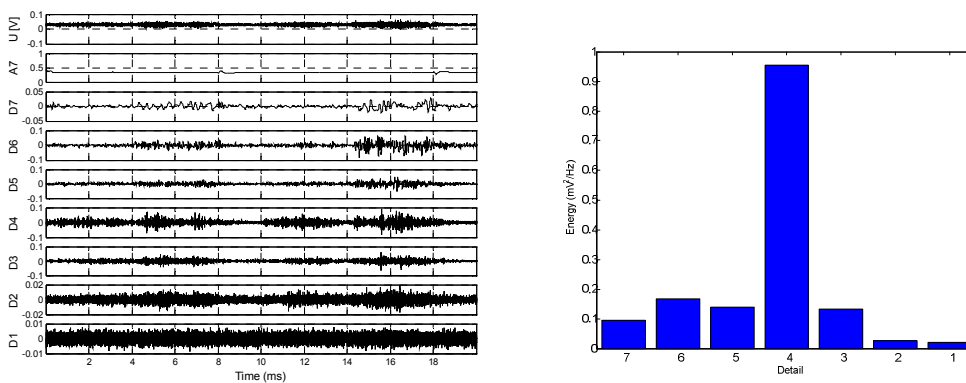 U [V]
0.1
0
-0.1
A7
1
0.5
0
D7
0.05
0
-0.05
D6
0.1
0
-0.1
D5
0.1
0
-0.1
D4
0.1
0
-0.1
D3
0.1
0
-0.1
D2
0.02
0
-0.02
D1
0.01
0
-0.01
2 4 6 8 10 12 14 16 18
Time (ms)
Energy (mV²/Hz)
1
0.9
0.8
0.7
0.6
0.5
0.4
0.3
0.2
0.1
0
7 6 5 4 3 2 1
Detail